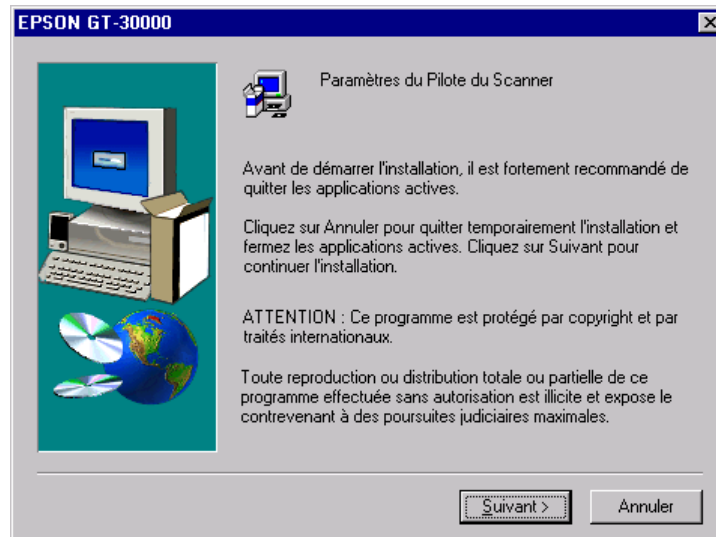 EPSON GT-30000
Paramètres du Pilote du Scanner
Avant de démarrer l'installation, il est fortement recommandé de
quitter les applications actives.
Cliquez sur Annuler pour quitter temporairement l'installation et
fermez les applications actives. Cliquez sur Suivant pour
continuer l'installation.
ATTENTION : Ce programme est protégé par copyright et par
traités internationaux.
Toute reproduction ou distribution totale ou partielle de ce
programme effectuée sans autorisation est illicite et expose le
contrevenant à des poursuites judiciaires maximales.
Suivant >
Annuler